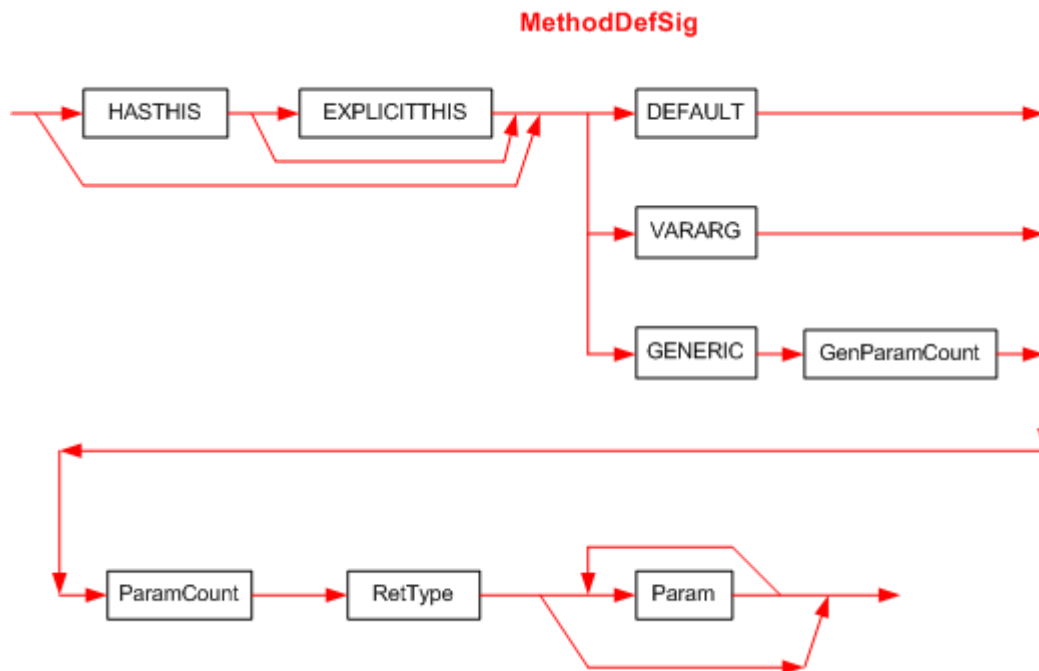 MethodDefSig
HASTHIS EXPLICITTHIS DEFAULT
VARARG
GENERIC GenParamCount
ParamCount RetType Param